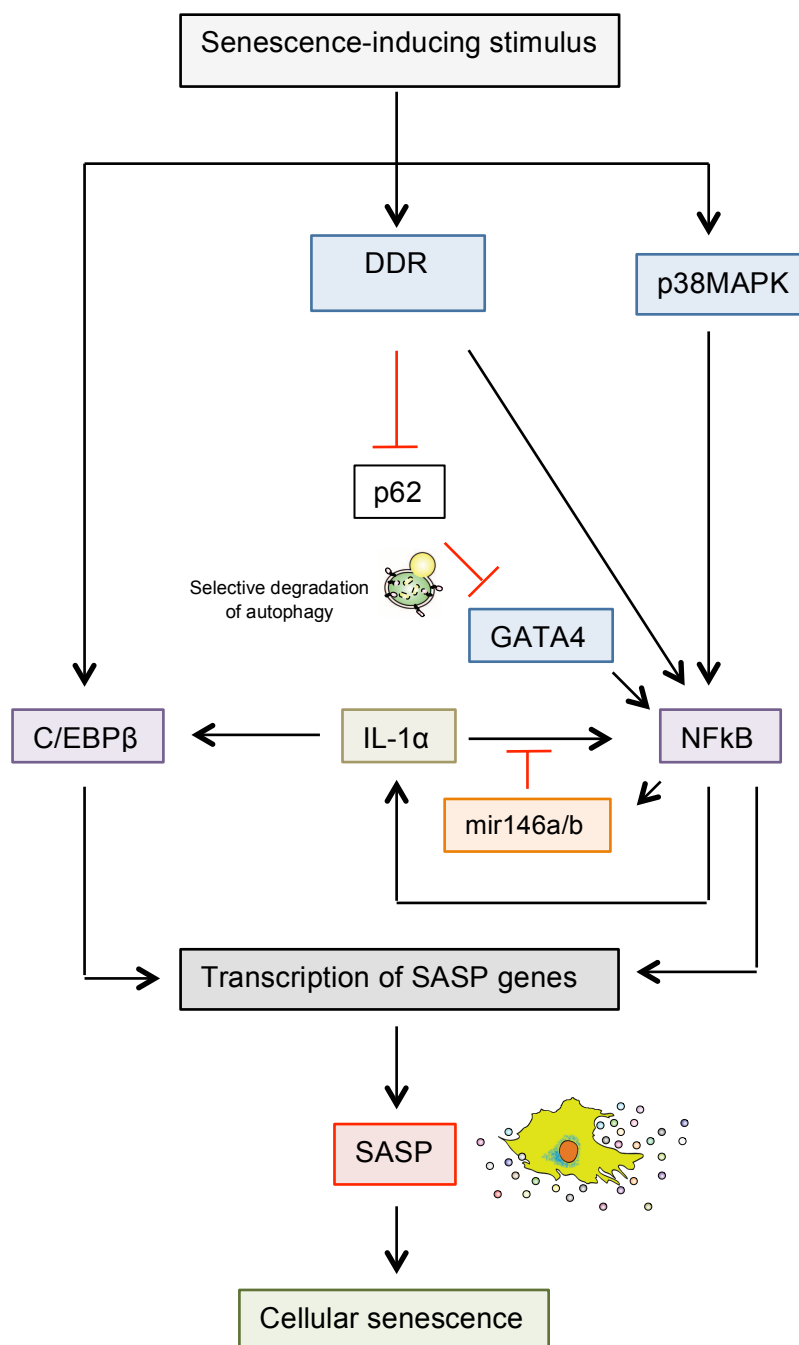 Senescence-inducing stimulus
DDR
p38MAPK
p62
Selective degradation
of autophagy
GATA4
C/EBPβ
IL-1α
NFkB
mir146a/b
Transcription of SASP genes
SASP
Cellular senescence